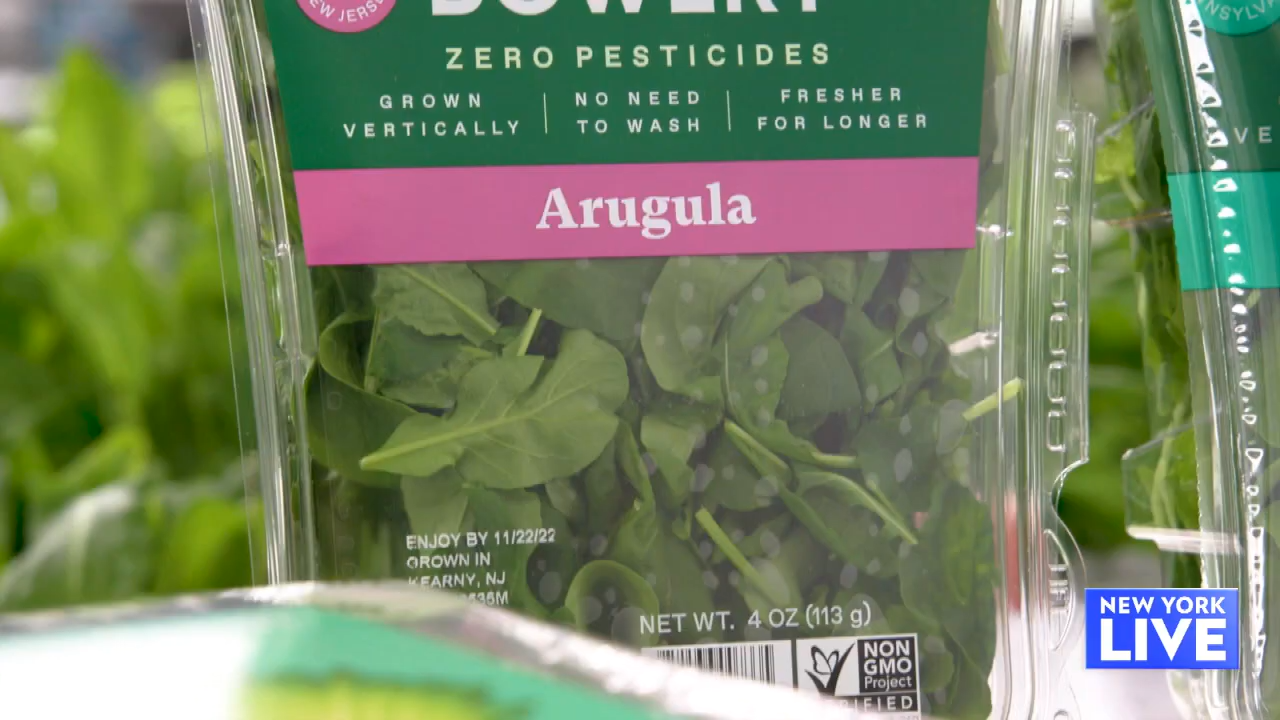 BOWERY
ZERO PESTICIDES
GROWN VERTICALLY
NO NEED TO WASH
FRESHER FOR LONGER
Arugula
ENJOY BY 11/22/22
GROWN IN
KEARNY, NJ
NET WT. 4 OZ (113 g)
NON
GMO
Project
NEW YORK
LIVE